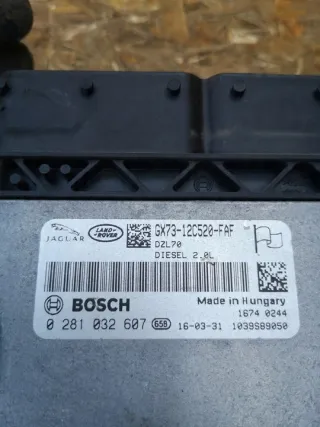 JAGUAR
LAND ROVER
GX73-12C520-FAF
DZL70
DIESEL 2.0L
BOSCH
Made in Hungary
1674 0244
0 281 032 607 658 16-03-31 1039S89050